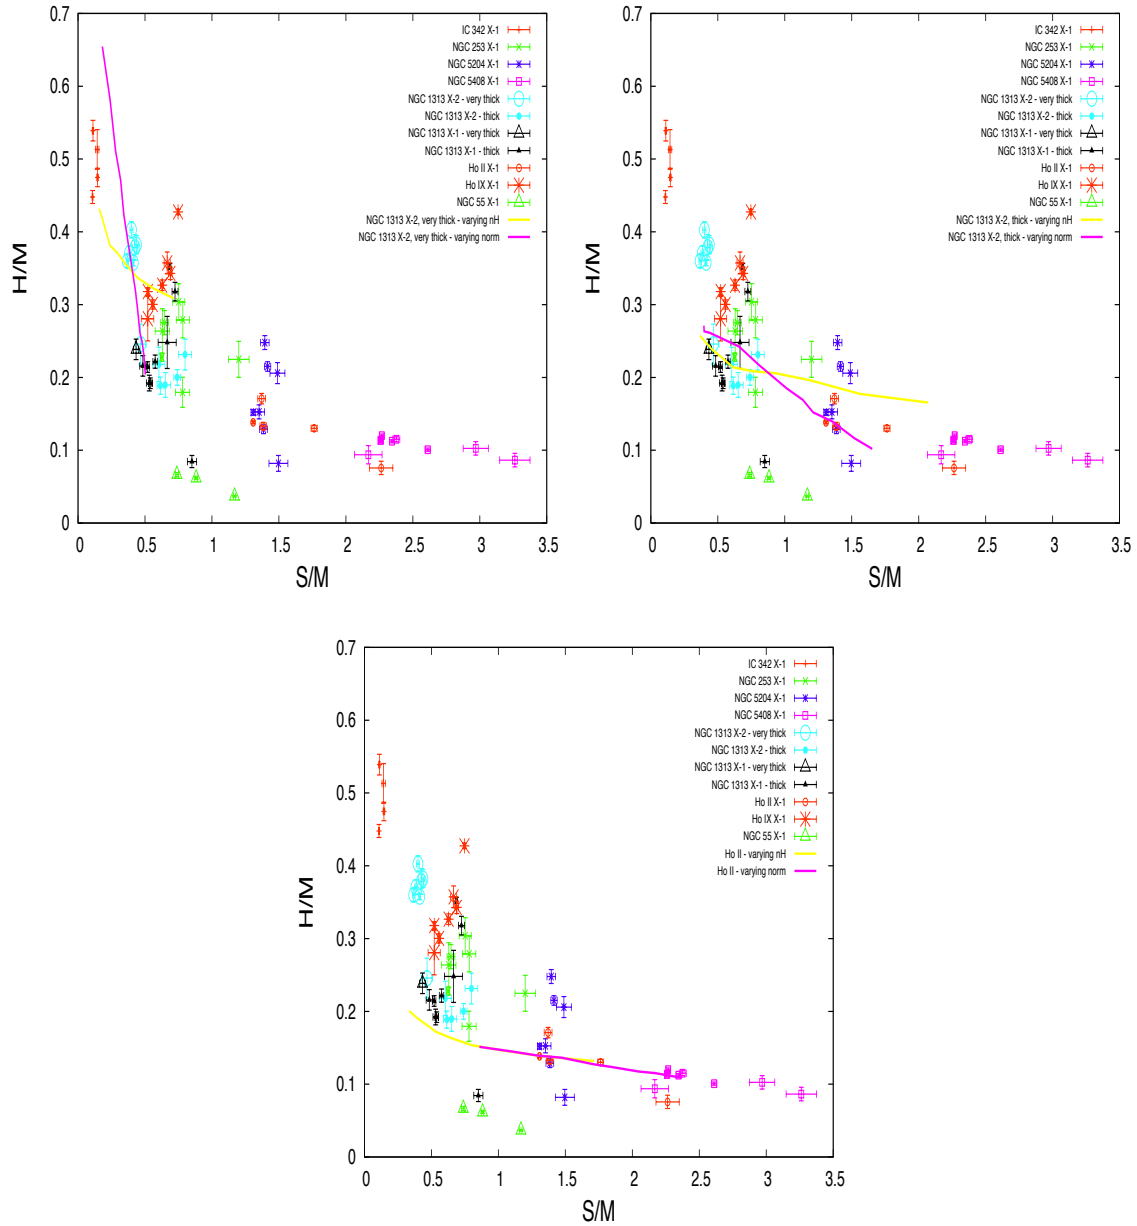 0.7
0.6
0.5
0.4
0.3
0.2
0.1
0
H/M
0
0.5
1
1.5
2
2.5
3
3.5
S/M
IC 342 X-1
NGC 253 X-1
NGC 5204 X-1
NGC 5408 X-1
NGC 1313 X-2 - very thick
NGC 1313 X-2 - thick
NGC 1313 X-1 - very thick
NGC 1313 X-1 - thick
Ho II X-1
Ho IX X-1
NGC 55 X-1
NGC 1313 X-2, very thick - varying nH
NGC 1313 X-2, very thick - varying norm
0.7
0.6
0.5
0.4
0.3
0.2
0.1
0
H/M
0
0.5
1
1.5
2
2.5
3
3.5
S/M
IC 342 X-1
NGC 253 X-1
NGC 5204 X-1
NGC 5408 X-1
NGC 1313 X-2 - very thick
NGC 1313 X-2 - thick
NGC 1313 X-1 - very thick
NGC 1313 X-1 - thick
Ho II X-1
Ho IX X-1
NGC 55 X-1
NGC 1313 X-2, thick - varying nH
NGC 1313 X-2, thick - varying norm
0.7
0.6
0.5
0.4
0.3
0.2
0.1
0
H/M
0
0.5
1
1.5
2
2.5
3
3.5
S/M
IC 342 X-1
NGC 253 X-1
NGC 5204 X-1
NGC 5408 X-1
NGC 1313 X-2 - very thick
NGC 1313 X-2 - thick
NGC 1313 X-1 - very thick
NGC 1313 X-1 - thick
Ho II X-1
Ho IX X-1
NGC 55 X-1
Ho II - varying nH
Ho II - varying norm